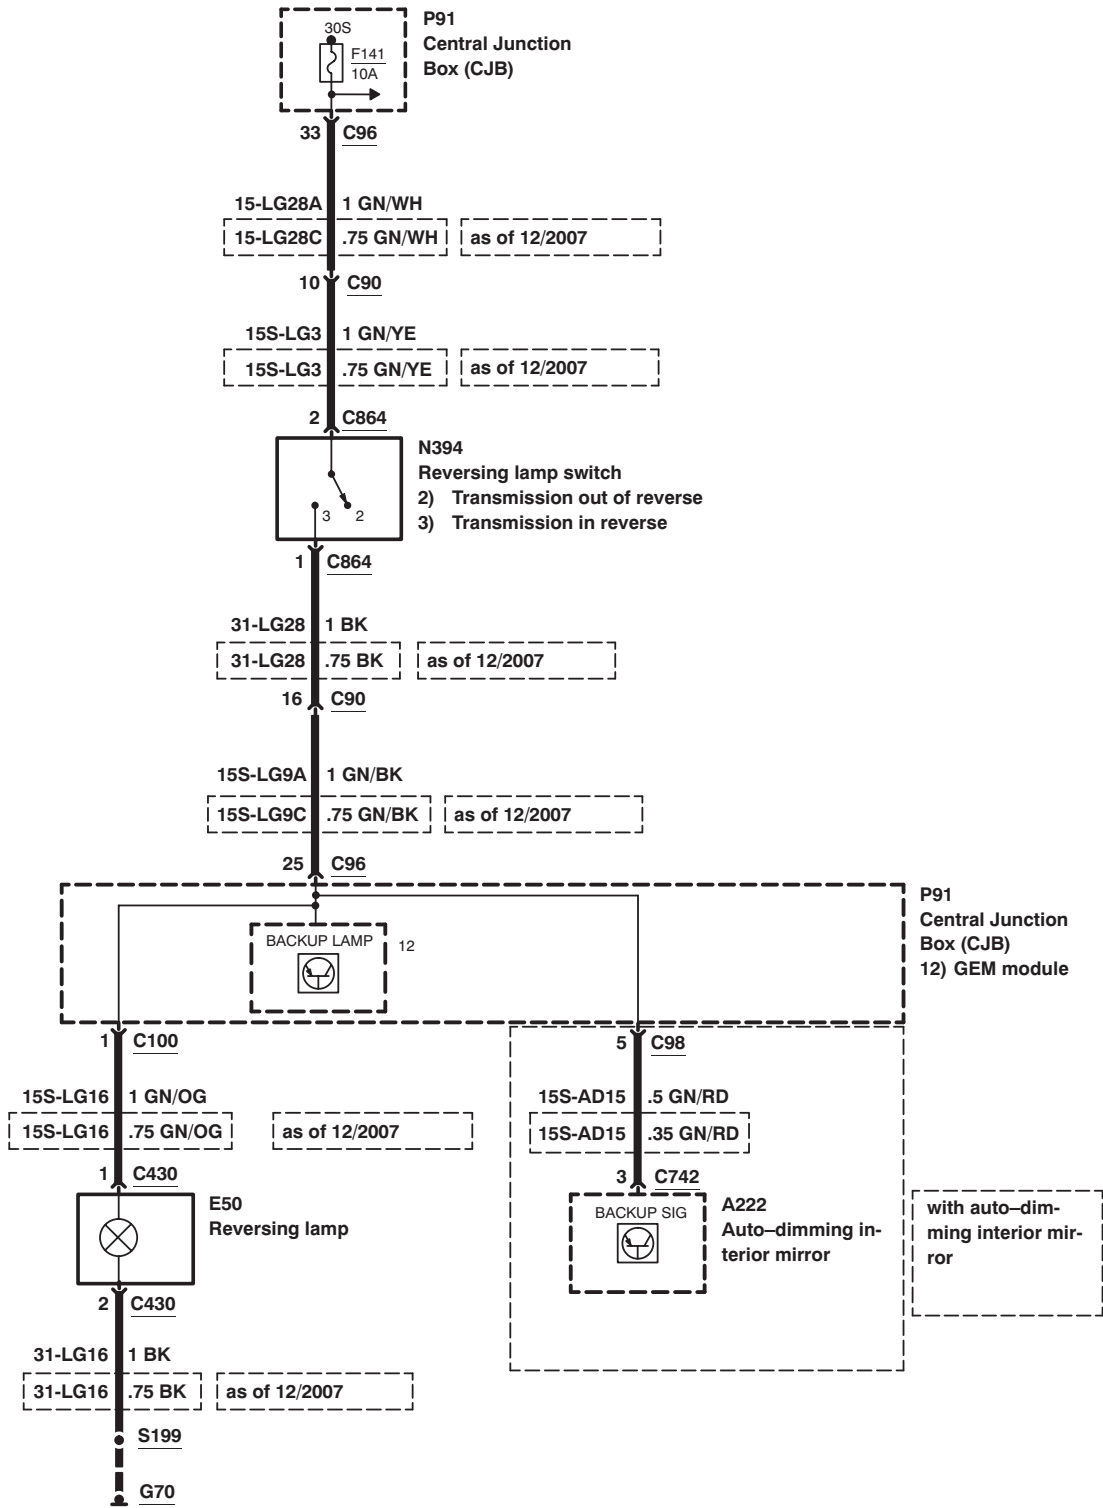 30S
F141
10A
P91
Central Junction
Box (CJB)
33 C96
15-LG28A 1 GN/WH
15-LG28C .75 GN/WH as of 12/2007
10 C90
15S-LG3 1 GN/YE
15S-LG3 .75 GN/YE as of 12/2007
2 C864
N394
Reversing lamp switch
2) Transmission out of reverse
3) Transmission in reverse
3 2
1 C864
31-LG28 1 BK
31-LG28 .75 BK as of 12/2007
16 C90
15S-LG9A 1 GN/BK
15S-LG9C .75 GN/BK as of 12/2007
25 C96
BACKUP LAMP 12
P91
Central Junction
Box (CJB)
12) GEM module
1 C100
15S-LG16 1 GN/OG
15S-LG16 .75 GN/OG as of 12/2007
1 C430
E50
Reversing lamp
2 C430
31-LG16 1 BK
31-LG16 .75 BK as of 12/2007
S199
G70
5 C98
15S-AD15 .5 GN/RD
15S-AD15 .35 GN/RD
3 C742
BACKUP SIG
A222
Auto–dimming in-
terior mirror
with auto–dim-
ming interior mir-
ror